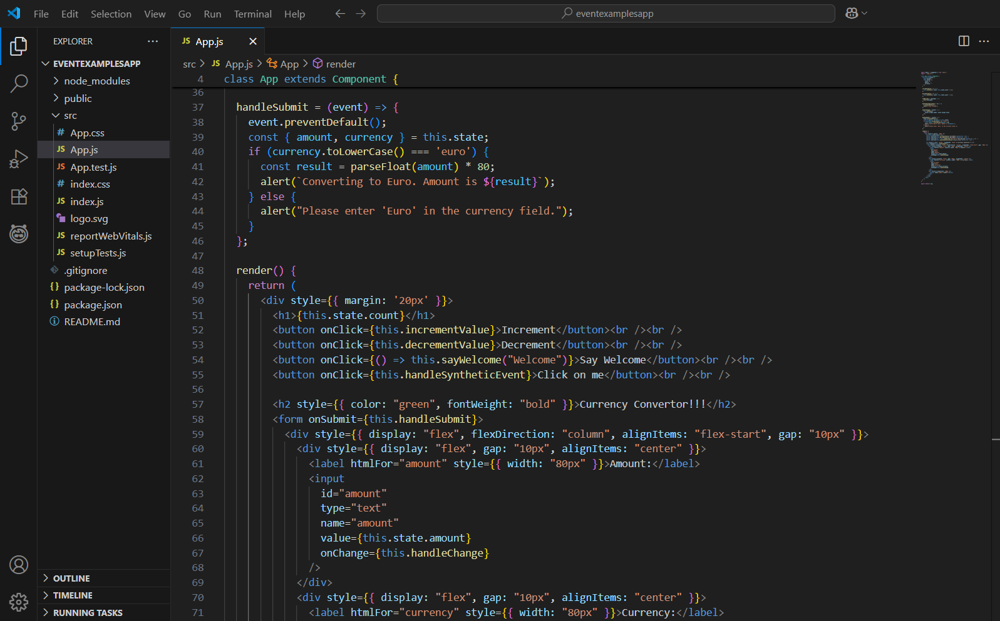 File Edit Selection View Go Run Terminal Help
eventexamplesapp
EXPLORER
EVENTEXAMPLESAPP
node_modules
public
src
# App.css
JS App.js
JS App.test.js
# index.css
JS index.js
logo.svg
JS reportWebVitals.js
JS setupTests.js
.gitignore
{} package-lock.json
{} package.json
README.md
OUTLINE
TIMELINE
RUNNING TASKS
JS App.js
src > JS App.js > App > render
4 class App extends Component {
36
37 handleSubmit = (event) => {
38 event.preventDefault();
39 const { amount, currency } = this.state;
40 if (currency.toLowerCase() === 'euro') {
41 const result = parseFloat(amount) * 80;
42 alert(`Converting to Euro. Amount is ${result}`);
43 } else {
44 alert("Please enter 'Euro' in the currency field.");
45 }
46 };
47
48 render() {
49 return (
50 <div style={{ margin: '20px' }}>
51 <h1>{this.state.count}</h1>
52 <button onClick={this.incrementValue}>Increment</button><br /><br />
53 <button onClick={this.decrementValue}>Decrement</button><br /><br />
54 <button onClick={() => this.sayWelcome("Welcome")}>Say Welcome</button><br /><br />
55 <button onClick={this.handleSyntheticEvent}>Click on me</button><br /><br />
56
57 <h2 style={{ color: "green", fontWeight: "bold" }}>Currency Convertor!!!</h2>
58 <form onSubmit={this.handleSubmit}>
59 <div style={{ display: "flex", flexDirection: "column", alignItems: "flex-start", gap: "10px" }}>
60 <div style={{ display: "flex", gap: "10px", alignItems: "center" }}>
61 <label htmlFor="amount" style={{ width: "80px" }}>Amount:</label>
62 <input
63 id="amount"
64 type="text"
65 name="amount"
66 value={this.state.amount}
67 onChange={this.handleChange}
68 />
69 </div>
70 <div style={{ display: "flex", gap: "10px", alignItems: "center" }}>
71 <label htmlFor="currency" style={{ width: "80px" }}>Currency:</label>